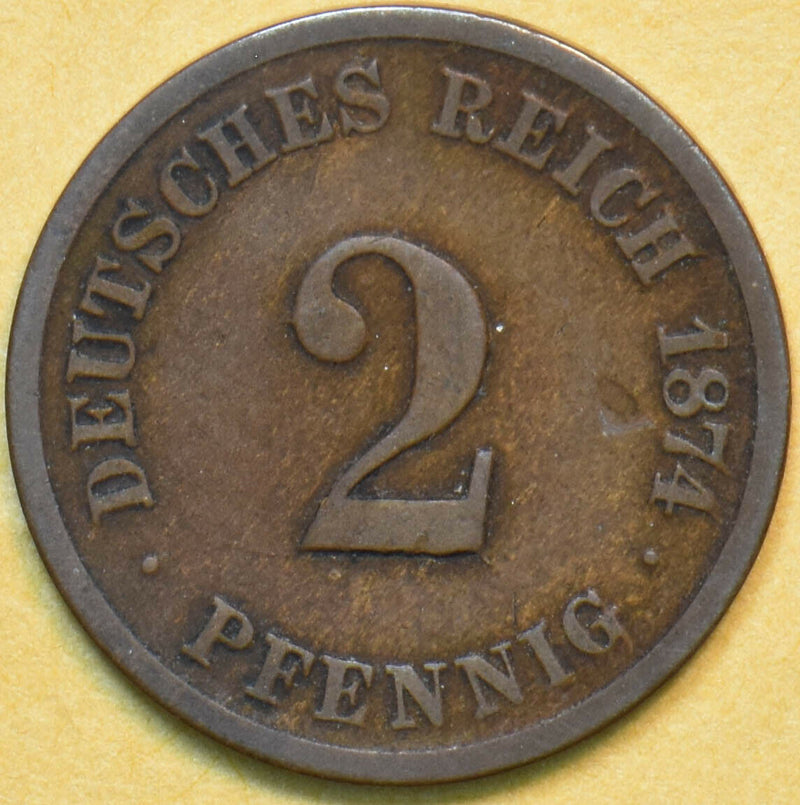 DEUTSCHES REICH 1874
2
· PFENNIG ·